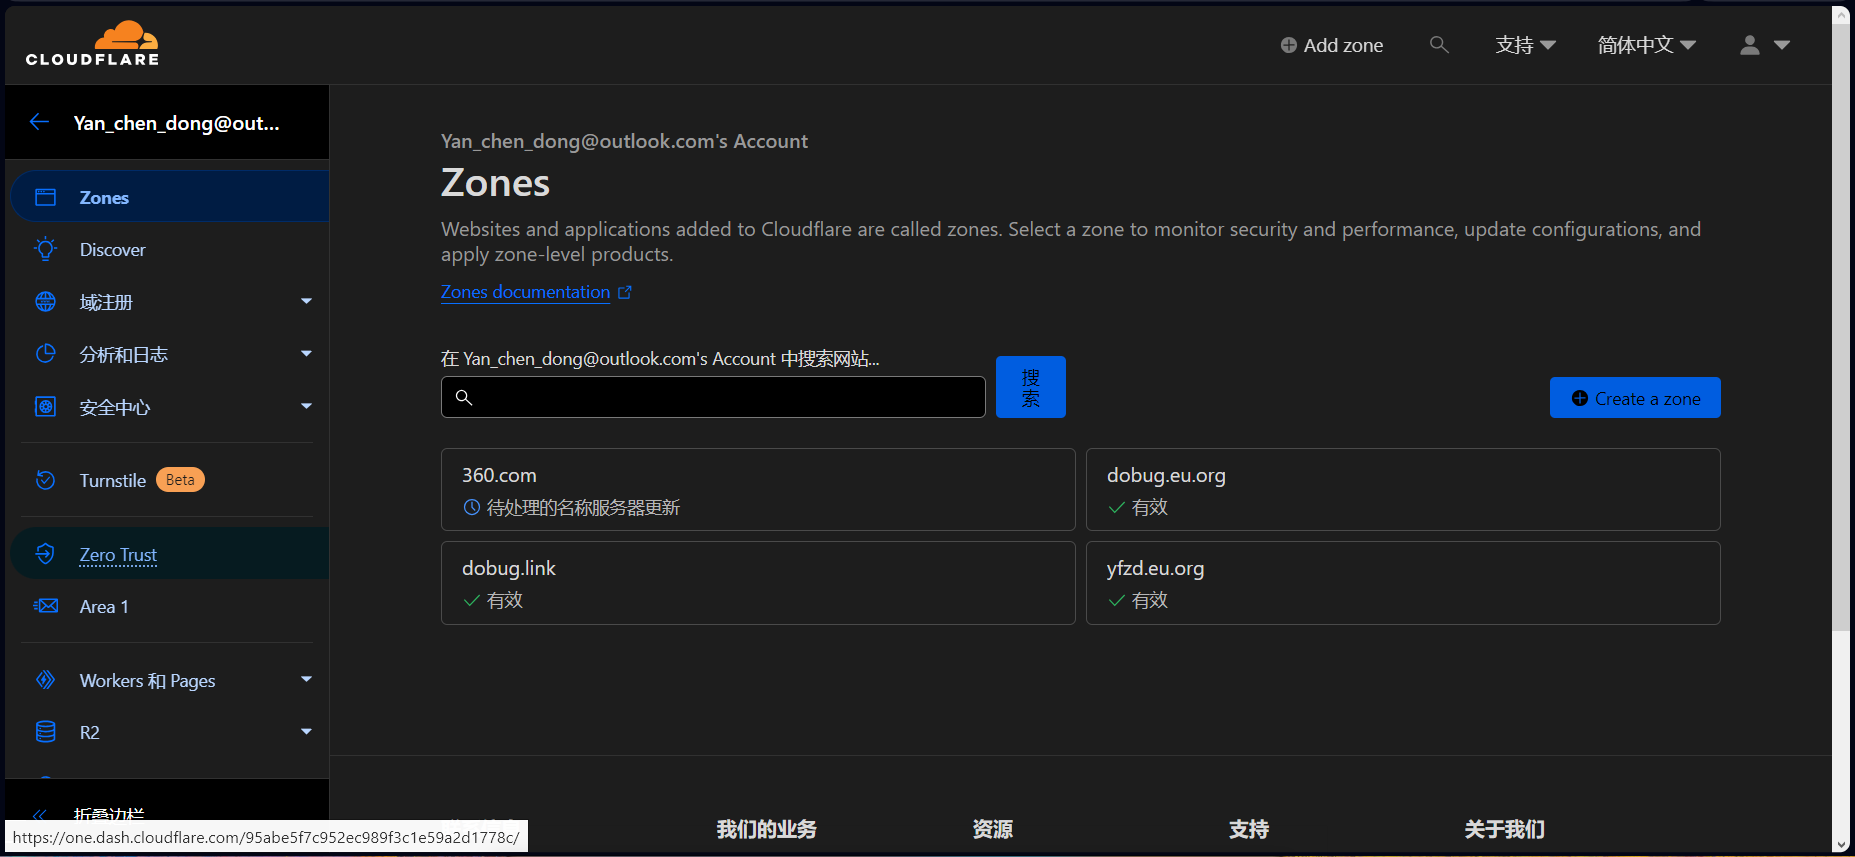 CLOUDFLARE
Add zone
支持
简体中文
Yan_chen_dong@out...
Zones
Discover
域注册
分析和日志
安全中心
Turnstile Beta
Zero Trust
Area 1
Workers 和 Pages
R2
折叠边栏
https://one.dash.cloudflare.com/95abe5f7c952ec989f3c1e59a2d1778c/
Yan_chen_dong@outlook.com's Account
Zones
Websites and applications added to Cloudflare are called zones. Select a zone to monitor security and performance, update configurations, and
apply zone-level products.
Zones documentation
在 Yan_chen_dong@outlook.com's Account 中搜索网站...
搜
索
Create a zone
360.com
待处理的名称服务器更新
dobug.eu.org
有效
dobug.link
有效
yfzd.eu.org
有效
我们的业务
资源
支持
关于我们